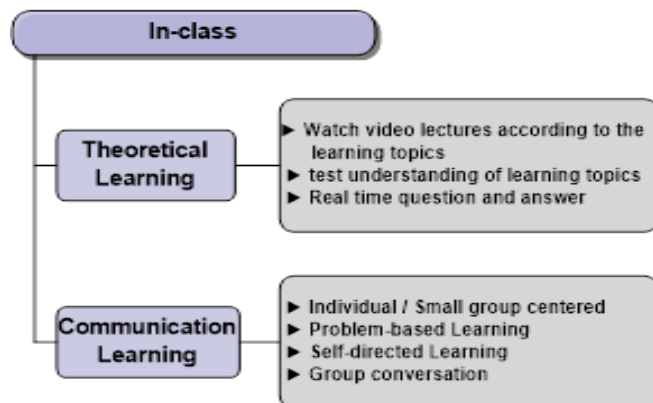 In-class
Theoretical
Learning
► Watch video lectures according to the
learning topics
► test understanding of learning topics
► Real time question and answer
Communication
Learning
► Individual / Small group centered
► Problem-based Learning
► Self-directed Learning
► Group conversation